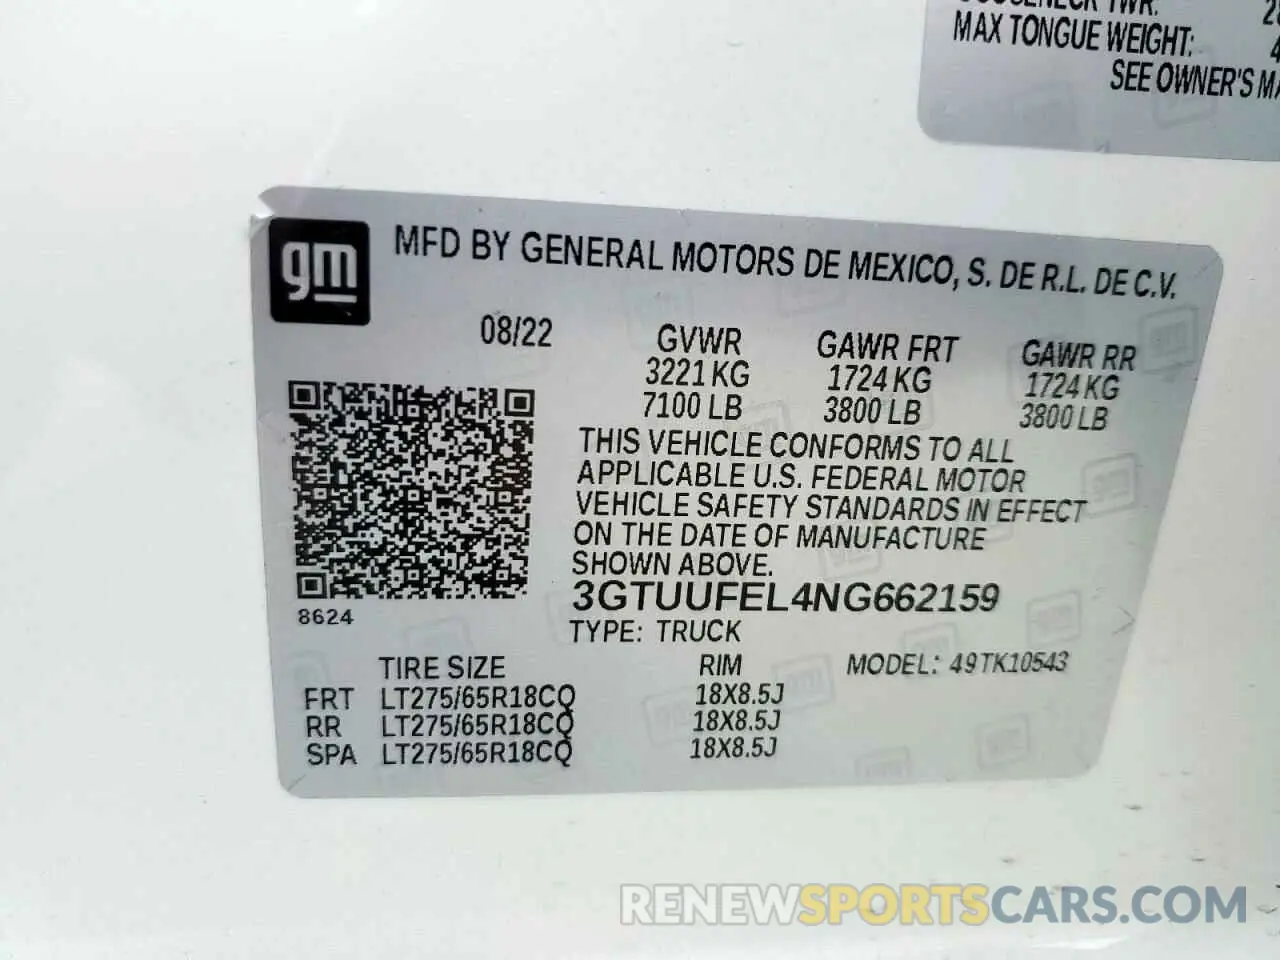 MAX TONGUE WEIGHT:
SEE OWNER'S
gm
MFD BY GENERAL MOTORS DE MEXICO, S. DE R.L. DE C.V.
08/22 GVWR GAWR FRT GAWR RR
3221 KG 1724 KG 1724 KG
7100 LB 3800 LB 3800 LB
THIS VEHICLE CONFORMS TO ALL
APPLICABLE U.S. FEDERAL MOTOR
VEHICLE SAFETY STANDARDS IN EFFECT
ON THE DATE OF MANUFACTURE
SHOWN ABOVE.
3GTUUFEL4NG662159
8624
TYPE: TRUCK
TIRE SIZE RIM MODEL: 49TK10543
FRT LT275/65R18CQ 18X8.5J
RR LT275/65R18CQ 18X8.5J
SPA LT275/65R18CQ 18X8.5J
RENEWSPORTSCARS.COM